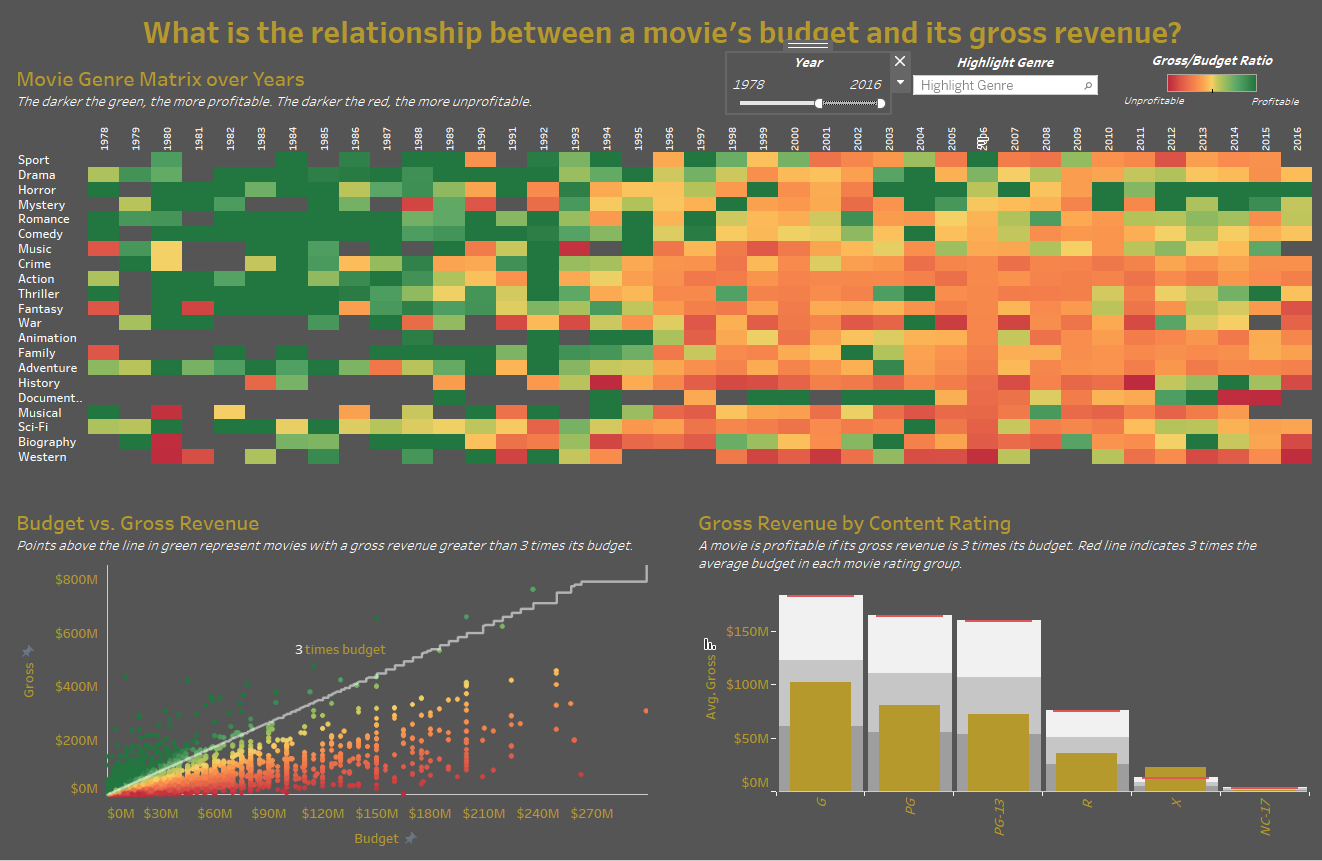 What is the relationship between a movie's budget and its gross revenue?
Movie Genre Matrix over Years
The darker the green, the more profitable. The darker the red, the more unprofitable.
Year
1978 2016
Highlight Genre
Highlight Genre
Gross/Budget Ratio
Unprofitable Profitable
1978 1979 1980 1981 1982 1983 1984 1985 1986 1987 1988 1989 1990 1991 1992 1993 1994 1995 1996 1997 1998 1999 2000 2001 2002 2003 2004 2005 2006 2007 2008 2009 2010 2011 2012 2013 2014 2015 2016
Sport
Drama
Horror
Mystery
Romance
Comedy
Music
Crime
Action
Thriller
Fantasy
War
Animation
Family
Adventure
History
Document..
Musical
Sci-Fi
Biography
Western
Budget vs. Gross Revenue
Points above the line in green represent movies with a gross revenue greater than 3 times its budget.
$800M
$600M
$400M
$200M
$0M
Gross
3 times budget
$0M $30M $60M $90M $120M $150M $180M $210M $240M $270M
Budget
Gross Revenue by Content Rating
A movie is profitable if its gross revenue is 3 times its budget. Red line indicates 3 times the
average budget in each movie rating group.
$150M
$100M
$50M
$0M
Avg. Gross
G PG PG-13 R X NC-17